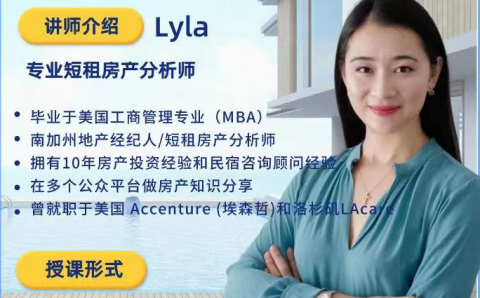 讲师介绍 Lyla
专业短租房产分析师
毕业于美国工商管理专业（MBA）
南加州地产经纪人/短租房产分析师
拥有10年房产投资经验和民宿咨询顾问经验
在多个公众平台做房产知识分享
曾就职于美国 Accenture (埃森哲)和洛杉矶LAcare
授课形式